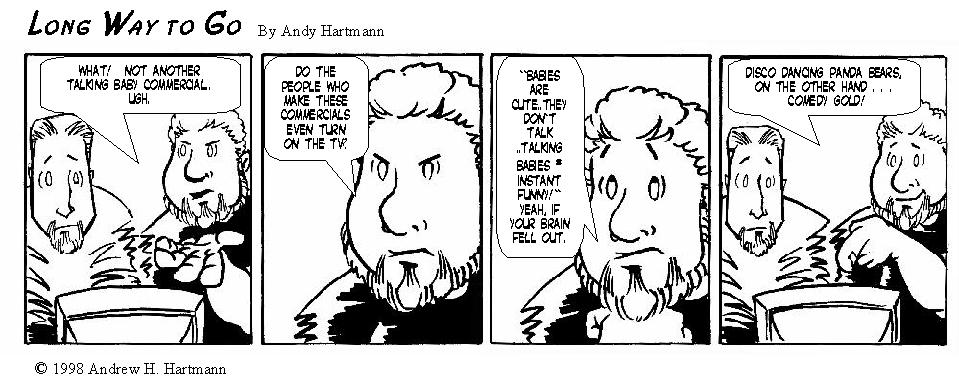 LONG WAY TO GO By Andy Hartmann
WHAT! NOT ANOTHER
TALKING BABY COMMERCIAL.
UGH.
DO THE
PEOPLE WHO
MAKE THESE
COMMERCIALS
EVEN TURN
ON THE TV?
"BABIES
ARE
CUTE..THEY
DON'T
TALK
..TALKING
BABIES =
INSTANT
FUNNY!"
YEAH, IF
YOUR BRAIN
FELL OUT.
DISCO DANCING PANDA BEARS,
ON THE OTHER HAND . . .
COMEDY GOLD!
© 1998 Andrew H. Hartmann